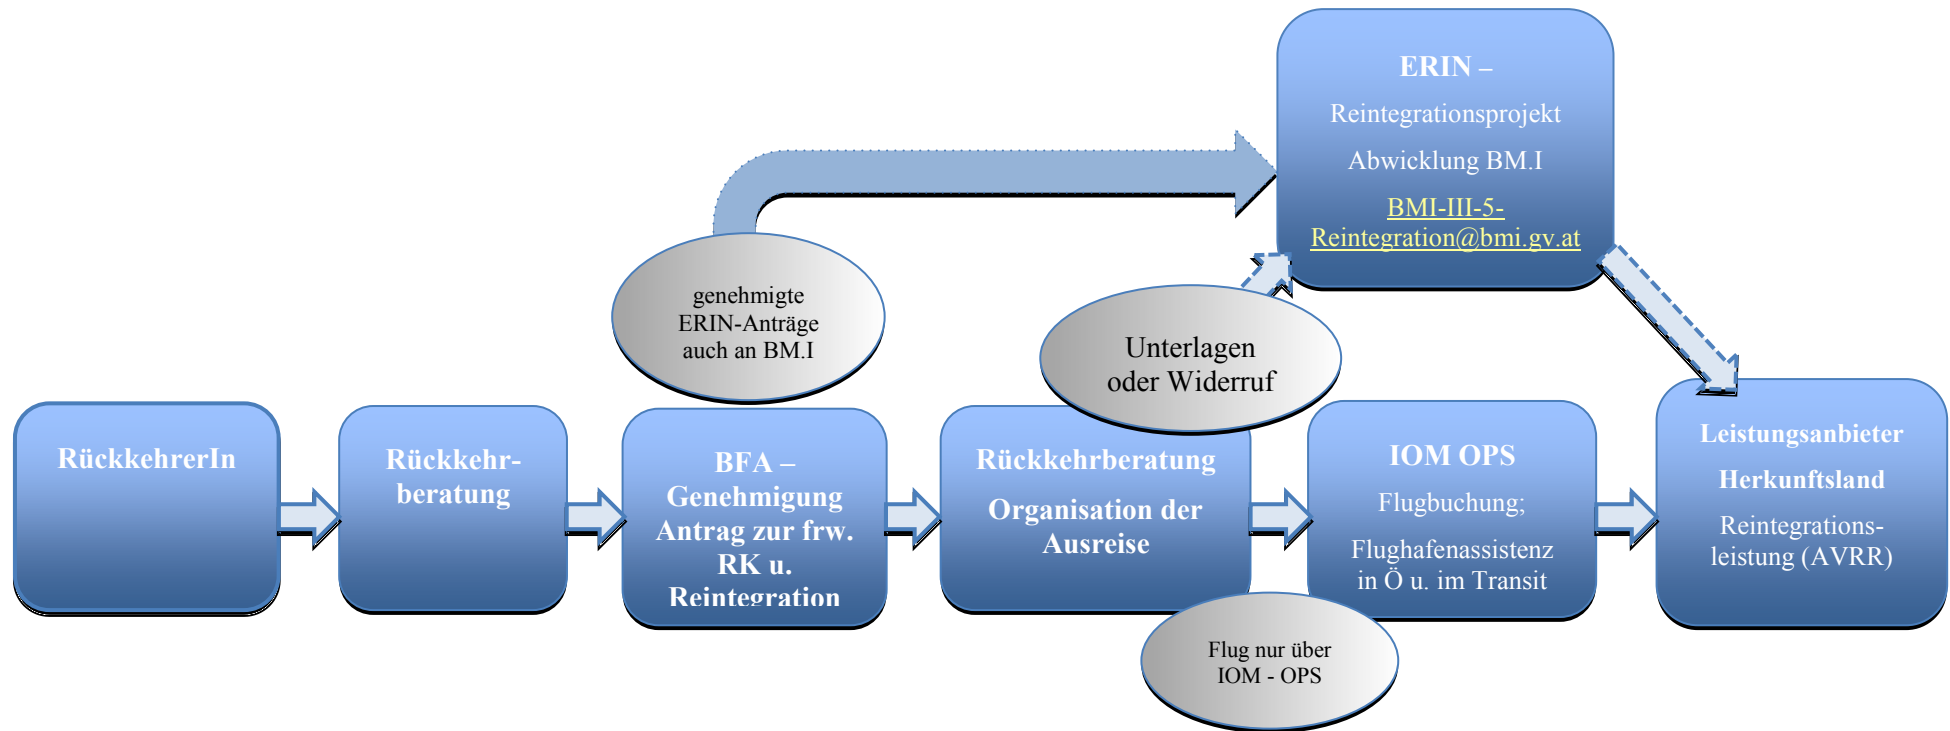 ERIN –
Reintegrationsprojekt
Abwicklung BM.I
BMI-III-5-
Reintegration@bmi.gv.at
genehmigte
ERIN-Anträge
auch an BM.I
Unterlagen
oder Widerruf
RückkehrerIn
Rückkehr-
beratung
BFA –
Genehmigung
Antrag zur frw.
RK u.
Reintegration
Rückkehrberatung
Organisation der
Ausreise
IOM OPS
Flugbuchung;
Flughafenassistenz
in Ö u. im Transit
Leistungsanbieter
Herkunftsland
Reintegrations-
leistung (AVRR)
Flug nur über
IOM - OPS